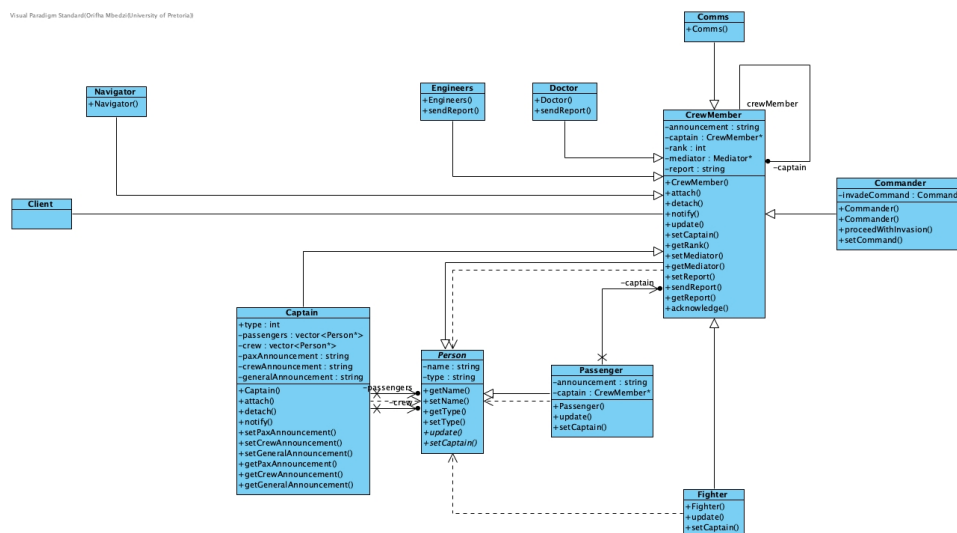 Visual Paradigm Standard(Orifha Mbedzi(University of Pretoria))
Comms
+Comms()
Navigator
+Navigator()
Engineers
+Engineers()
+sendReport()
Doctor
+Doctor()
+sendReport()
crewMember
CrewMember
-announcement : string
-captain : CrewMember*
-rank : int
-mediator : Mediator*
-report : string
+CrewMember()
+attach()
+detach()
+notify()
+update()
+setCaptain()
+getRank()
+setMediator()
+getMediator()
+setReport()
+sendReport()
+getReport()
+acknowledge()
-captain
Commander
-invadeCommand : Command
+Commander()
+Commander()
+proceedWithInvasion()
+setCommand()
Client
-captain
Captain
+type : int
-passengers : vector<Person*>
-crew : vector<Person*>
-paxAnnouncement : string
-crewAnnouncement : string
-generalAnnouncement : string
+Captain()
+attach()
+detach()
+notify()
+setPaxAnnouncement()
+setCrewAnnouncement()
+setGeneralAnnouncement()
+getPaxAnnouncement()
+getCrewAnnouncement()
+getGeneralAnnouncement()
-passengers
-crew
Person
-name : string
-type : string
+getName()
+setName()
+getType()
+setType()
+update()
+setCaptain()
Passenger
-announcement : string
-captain : CrewMember*
+Passenger()
+update()
+setCaptain()
Fighter
+Fighter()
+update()
+setCaptain()